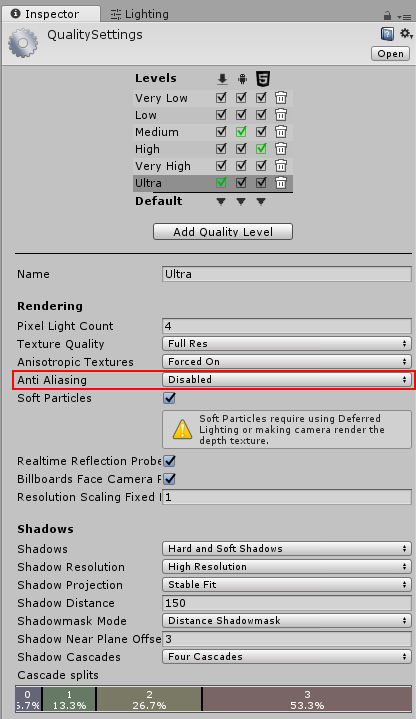 Inspector Lighting
QualitySettings
Open
Levels
Very Low
Low
Medium
High
Very High
Ultra
Default
Add Quality Level
Name Ultra
Rendering
Pixel Light Count 4
Texture Quality Full Res
Anisotropic Textures Forced On
Anti Aliasing Disabled
Soft Particles
Soft Particles require using Deferred
Lighting or making camera render the
depth texture.
Realtime Reflection Probe
Billboards Face Camera
Resolution Scaling Fixed 1
Shadows
Shadows Hard and Soft Shadows
Shadow Resolution High Resolution
Shadow Projection Stable Fit
Shadow Distance 150
Shadowmask Mode Distance Shadowmask
Shadow Near Plane Offse 3
Shadow Cascades Four Cascades
Cascade splits
0 1 2 3
.7% 13.3% 26.7% 53.3%